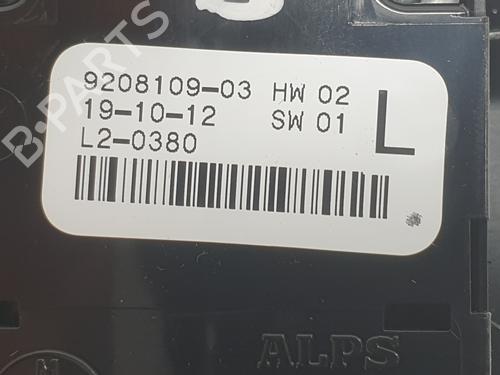 9208109-03 HW 02
19-10-12 SW 01
L2-0380
L
B-PARTS
ALPS